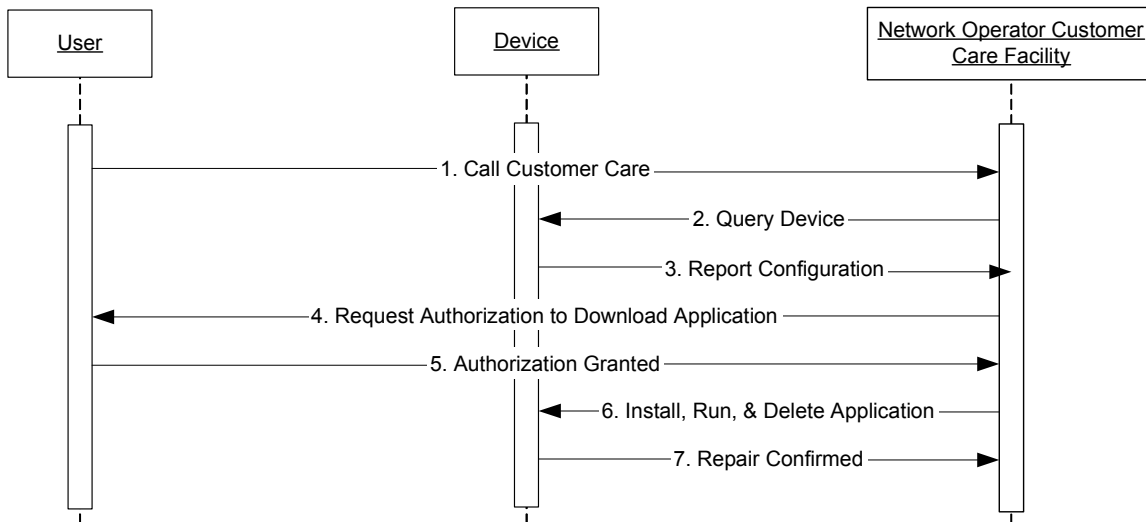 User
Device
Network Operator Customer
Care Facility
1. Call Customer Care
2. Query Device
3. Report Configuration
4. Request Authorization to Download Application
5. Authorization Granted
6. Install, Run, & Delete Application
7. Repair Confirmed